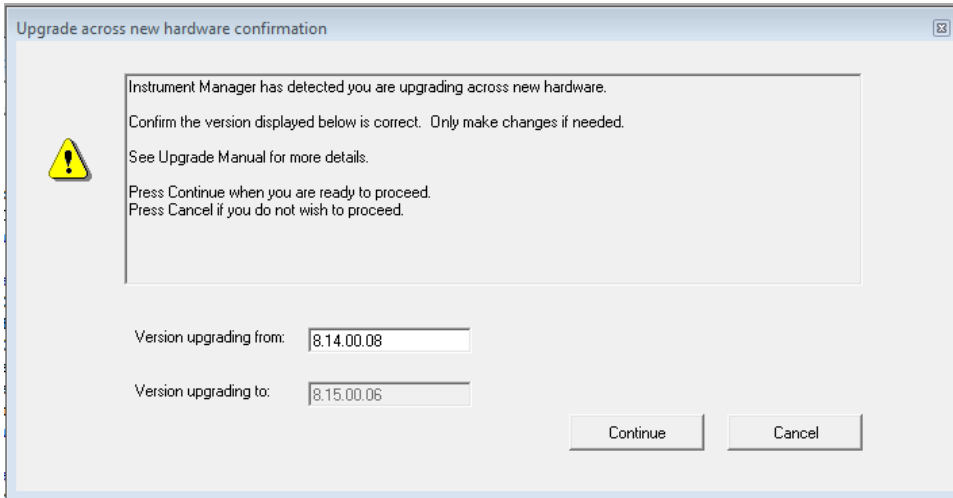 Upgrade across new hardware confirmation
Instrument Manager has detected you are upgrading across new hardware.
Confirm the version displayed below is correct.  Only make changes if needed.
See Upgrade Manual for more details.
Press Continue when you are ready to proceed.
Press Cancel if you do not wish to proceed.
Version upgrading from: 8.14.00.08
Version upgrading to: 8.15.00.06
Continue Cancel